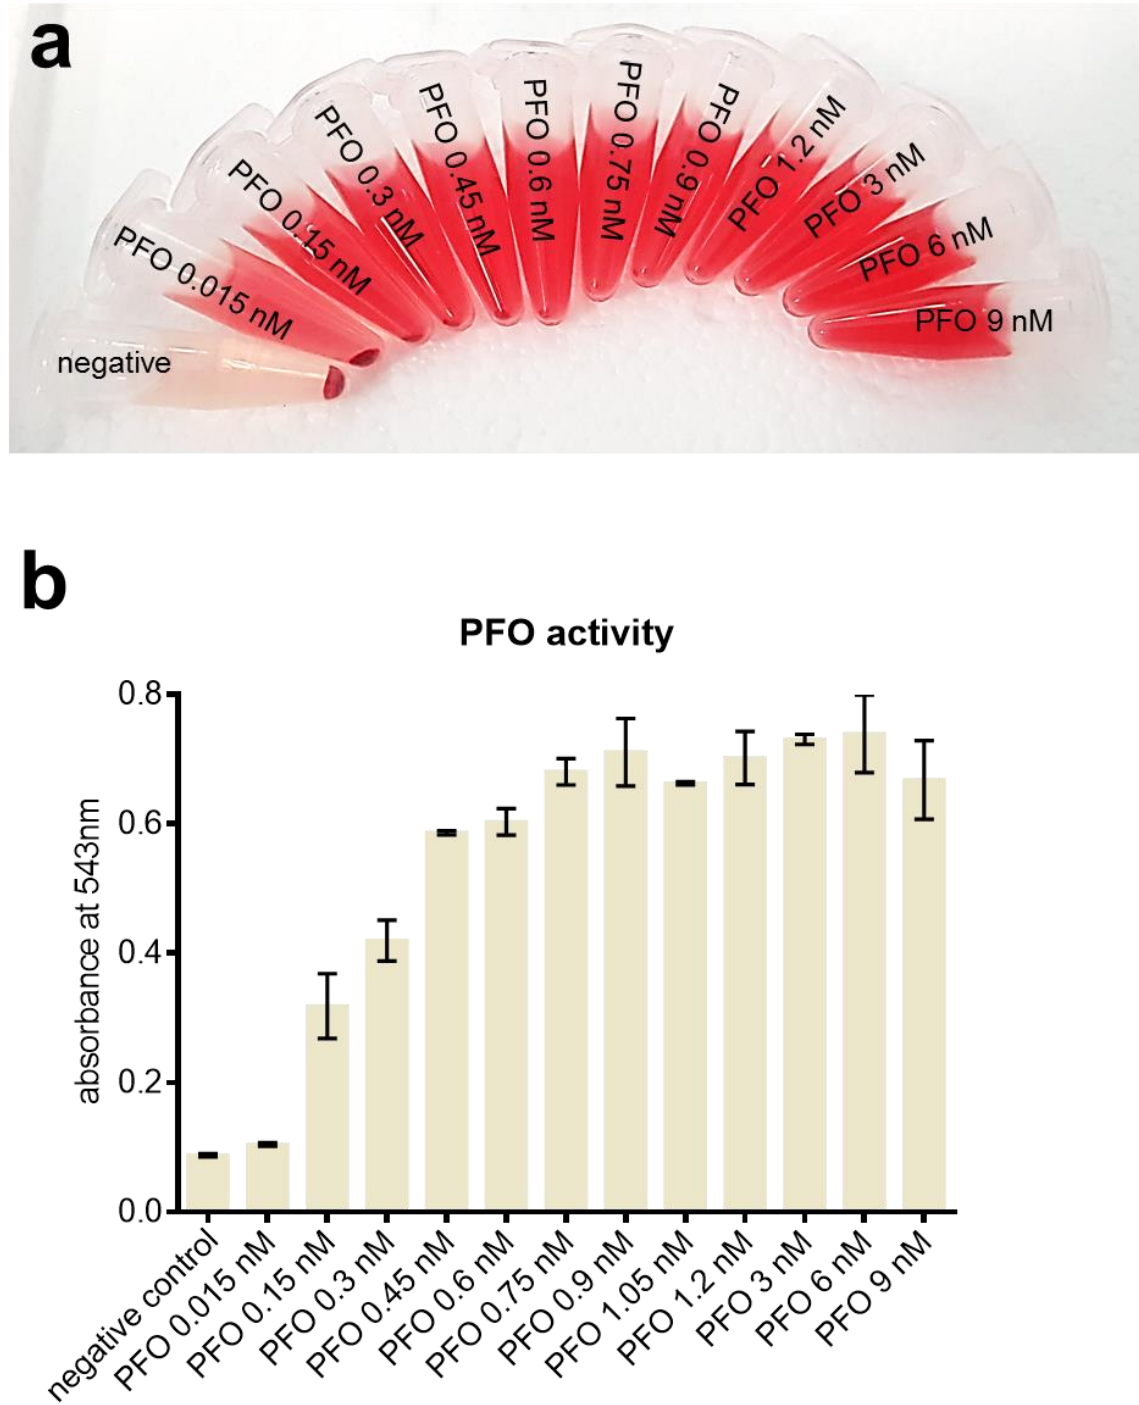 a
negative
PFO 0.015 nM
PFO 0.15 nM
PFO 0.3 nM
PFO 0.45 nM
PFO 0.6 nM
PFO 0.75 nM
PFO 0.9 nM
PFO 1.2 nM
PFO 3 nM
PFO 6 nM
PFO 9 nM
b
PFO activity
absorbance at 543nm
0.8
0.6
0.4
0.2
0.0
negative control
PFO 0.015 nM
PFO 0.15 nM
PFO 0.3 nM
PFO 0.45 nM
PFO 0.6 nM
PFO 0.75 nM
PFO 0.9 nM
PFO 1.05 nM
PFO 1.2 nM
PFO 3 nM
PFO 6 nM
PFO 9 nM